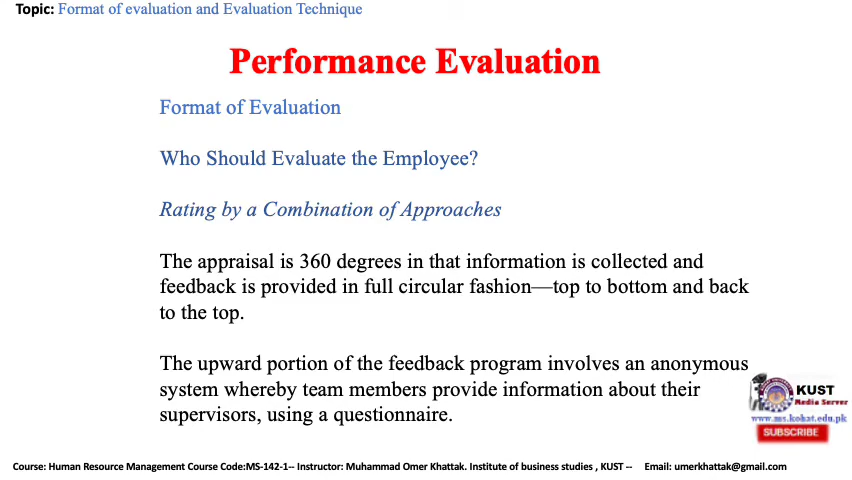 Topic: Format of evaluation and Evaluation Technique
Performance Evaluation
Format of Evaluation
Who Should Evaluate the Employee?
Rating by a Combination of Approaches
The appraisal is 360 degrees in that information is collected and
feedback is provided in full circular fashion—top to bottom and back
to the top.
The upward portion of the feedback program involves an anonymous
system whereby team members provide information about their
supervisors, using a questionnaire.
KUST
Media Server
www.ms.kohat.edu.pk
SUBSCRIBE
Course: Human Resource Management Course Code:MS-142-1-- Instructor: Muhammad Omer Khattak. Institute of business studies , KUST -- Email: umerkhattak@gmail.com